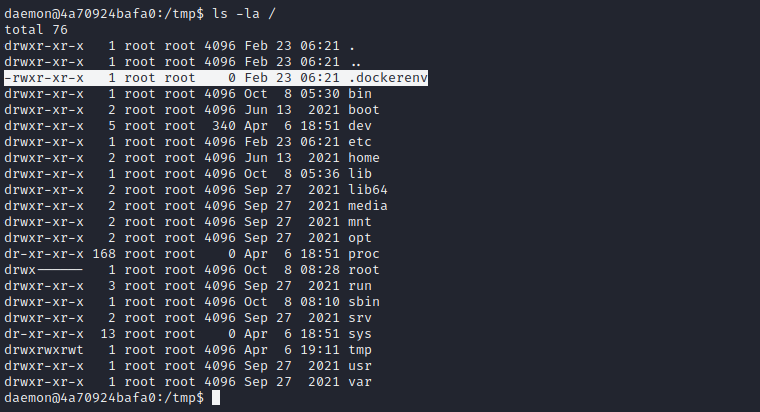 daemon@4a70924bafa0:/tmp$ ls -la /
total 76
drwxr-xr-x   1 root root 4096 Feb 23 06:21 .
drwxr-xr-x   1 root root 4096 Feb 23 06:21 ..
-rwxr-xr-x   1 root root    0 Feb 23 06:21 .dockerenv
drwxr-xr-x   1 root root 4096 Oct  8 05:30 bin
drwxr-xr-x   2 root root 4096 Jun 13  2021 boot
drwxr-xr-x   5 root root  340 Apr  6 18:51 dev
drwxr-xr-x   1 root root 4096 Feb 23 06:21 etc
drwxr-xr-x   2 root root 4096 Jun 13  2021 home
drwxr-xr-x   1 root root 4096 Oct  8 05:36 lib
drwxr-xr-x   2 root root 4096 Sep 27  2021 lib64
drwxr-xr-x   2 root root 4096 Sep 27  2021 media
drwxr-xr-x   2 root root 4096 Sep 27  2021 mnt
drwxr-xr-x   2 root root 4096 Sep 27  2021 opt
dr-xr-xr-x 168 root root    0 Apr  6 18:51 proc
drwx------   1 root root 4096 Oct  8 08:28 root
drwxr-xr-x   3 root root 4096 Sep 27  2021 run
drwxr-xr-x   1 root root 4096 Oct  8 08:10 sbin
drwxr-xr-x   2 root root 4096 Sep 27  2021 srv
dr-xr-xr-x  13 root root    0 Apr  6 18:51 sys
drwxrwxrwt   1 root root 4096 Apr  6 19:11 tmp
drwxr-xr-x   1 root root 4096 Sep 27  2021 usr
drwxr-xr-x   1 root root 4096 Sep 27  2021 var
daemon@4a70924bafa0:/tmp$